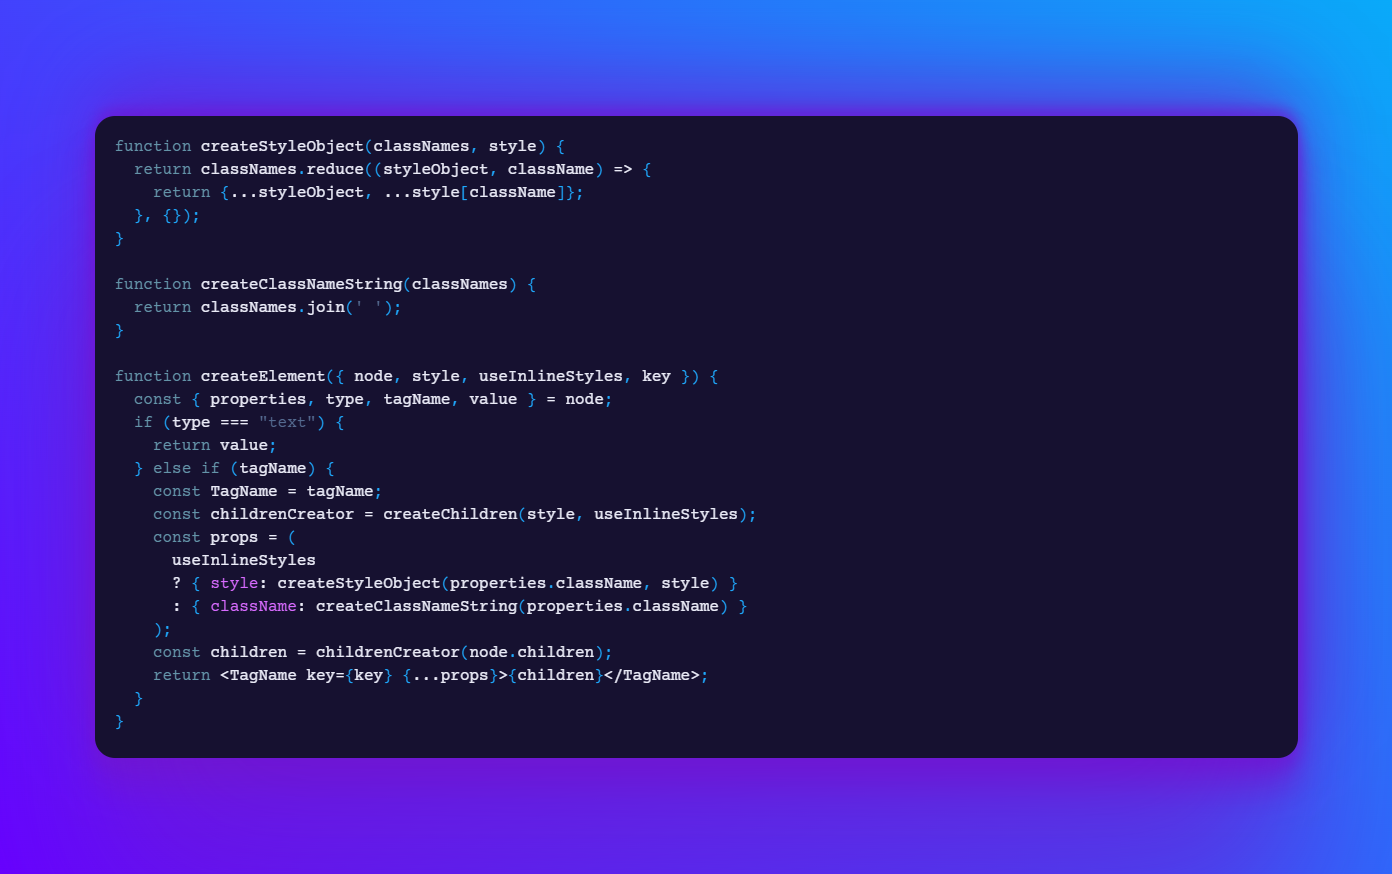 function createStyleObject(classNames, style) {
  return classNames.reduce((styleObject, className) => {
    return {...styleObject, ...style[className]};
  }, {});
}

function createClassNameString(classNames) {
  return classNames.join(' ');
}

function createElement({ node, style, useInlineStyles, key }) {
  const { properties, type, tagName, value } = node;
  if (type === "text") {
    return value;
  } else if (tagName) {
    const TagName = tagName;
    const childrenCreator = createChildren(style, useInlineStyles);
    const props = (
      useInlineStyles
      ? { style: createStyleObject(properties.className, style) }
      : { className: createClassNameString(properties.className) }
    );
    const children = childrenCreator(node.children);
    return <TagName key={key} {...props}>{children}</TagName>;
  }
}